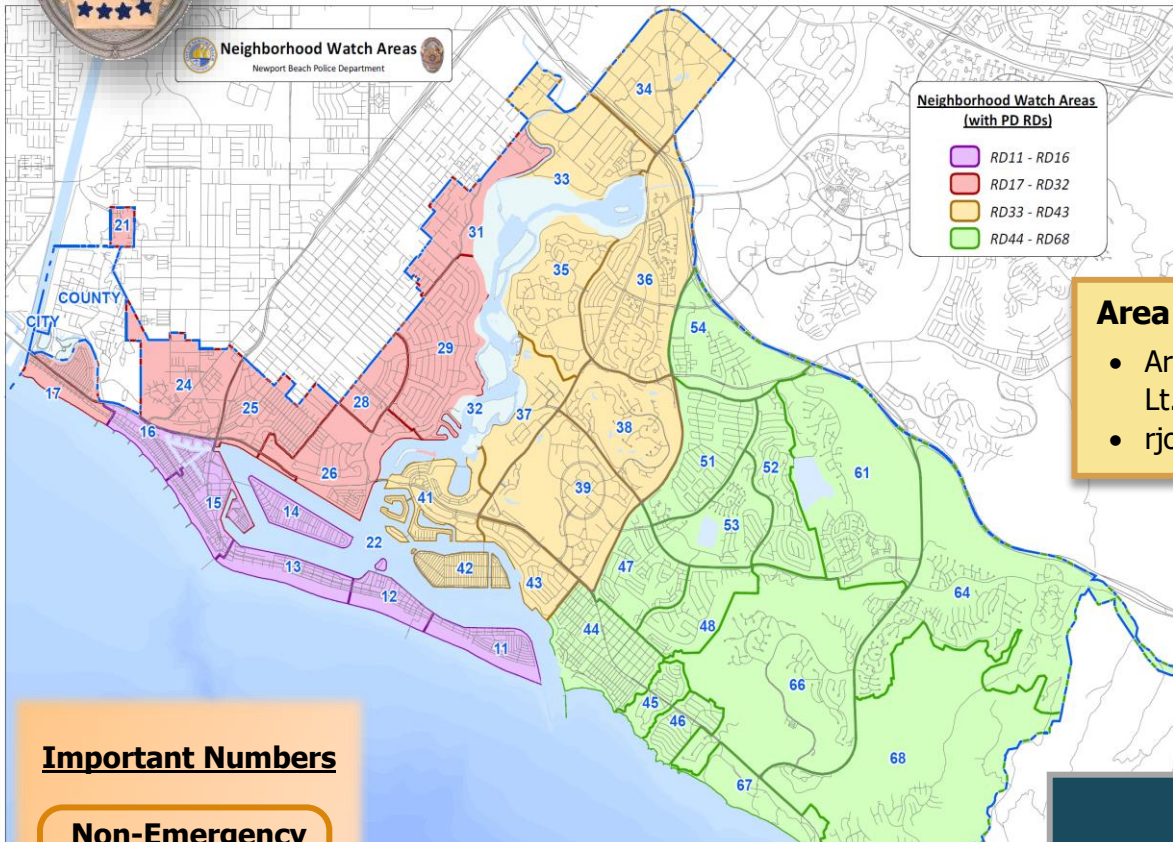 Neighborhood Watch Areas
Newport Beach Police Department
Neighborhood Watch Areas
(with PD RDs)
RD11 - RD16
RD17 - RD32
RD33 - RD43
RD44 - RD68
34
33
21
31
35
36
COUNTY
CITY
54
29
24
17
25
28
32
37
38
16
51
52
61
26
39
41
15
14
53
22
13
42
47
12
43
64
44
48
11
66
45
46
68
67
Area
• Ar
Lt.
• rjo
Important Numbers
Non-Emergency